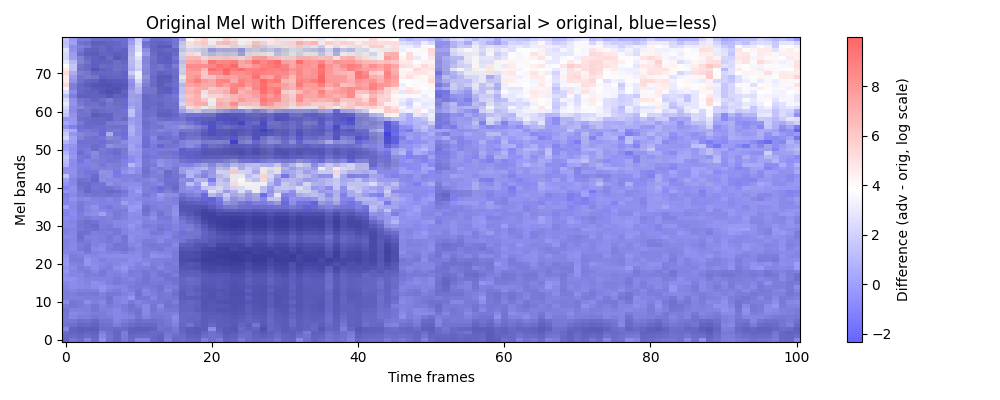 Original Mel with Differences (red=adversarial > original, blue=less)
Mel bands
70
60
50
40
30
20
10
0
0 20 40 60 80 100
Time frames
8
6
4
2
0
−2
Difference (adv - orig, log scale)